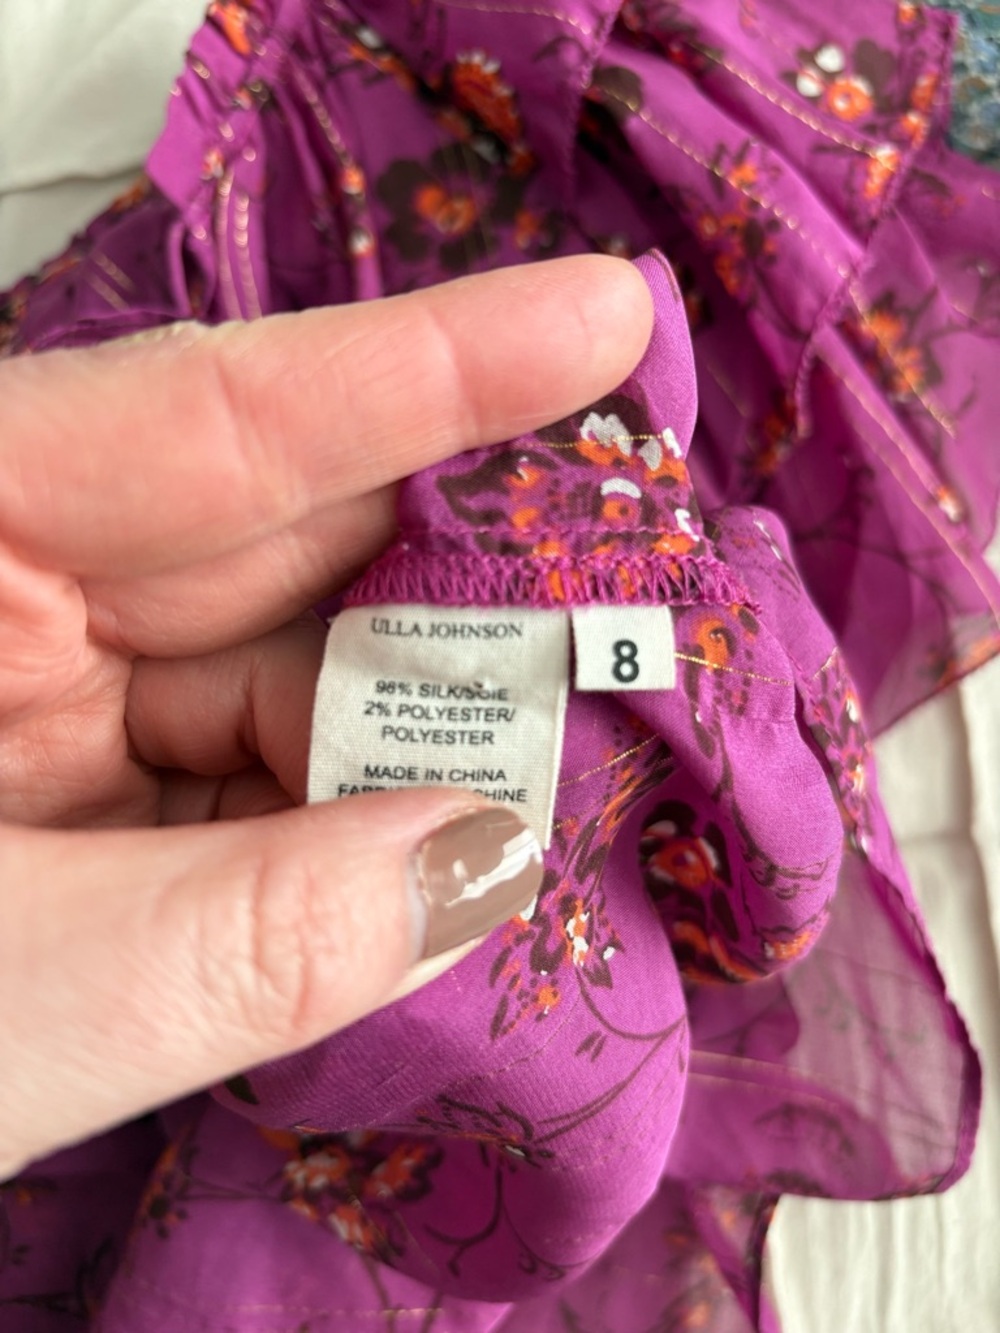 ULLA JOHNSON
8
98% SILK/SOIE
2% POLYESTER/
POLYESTER
MADE IN CHINA